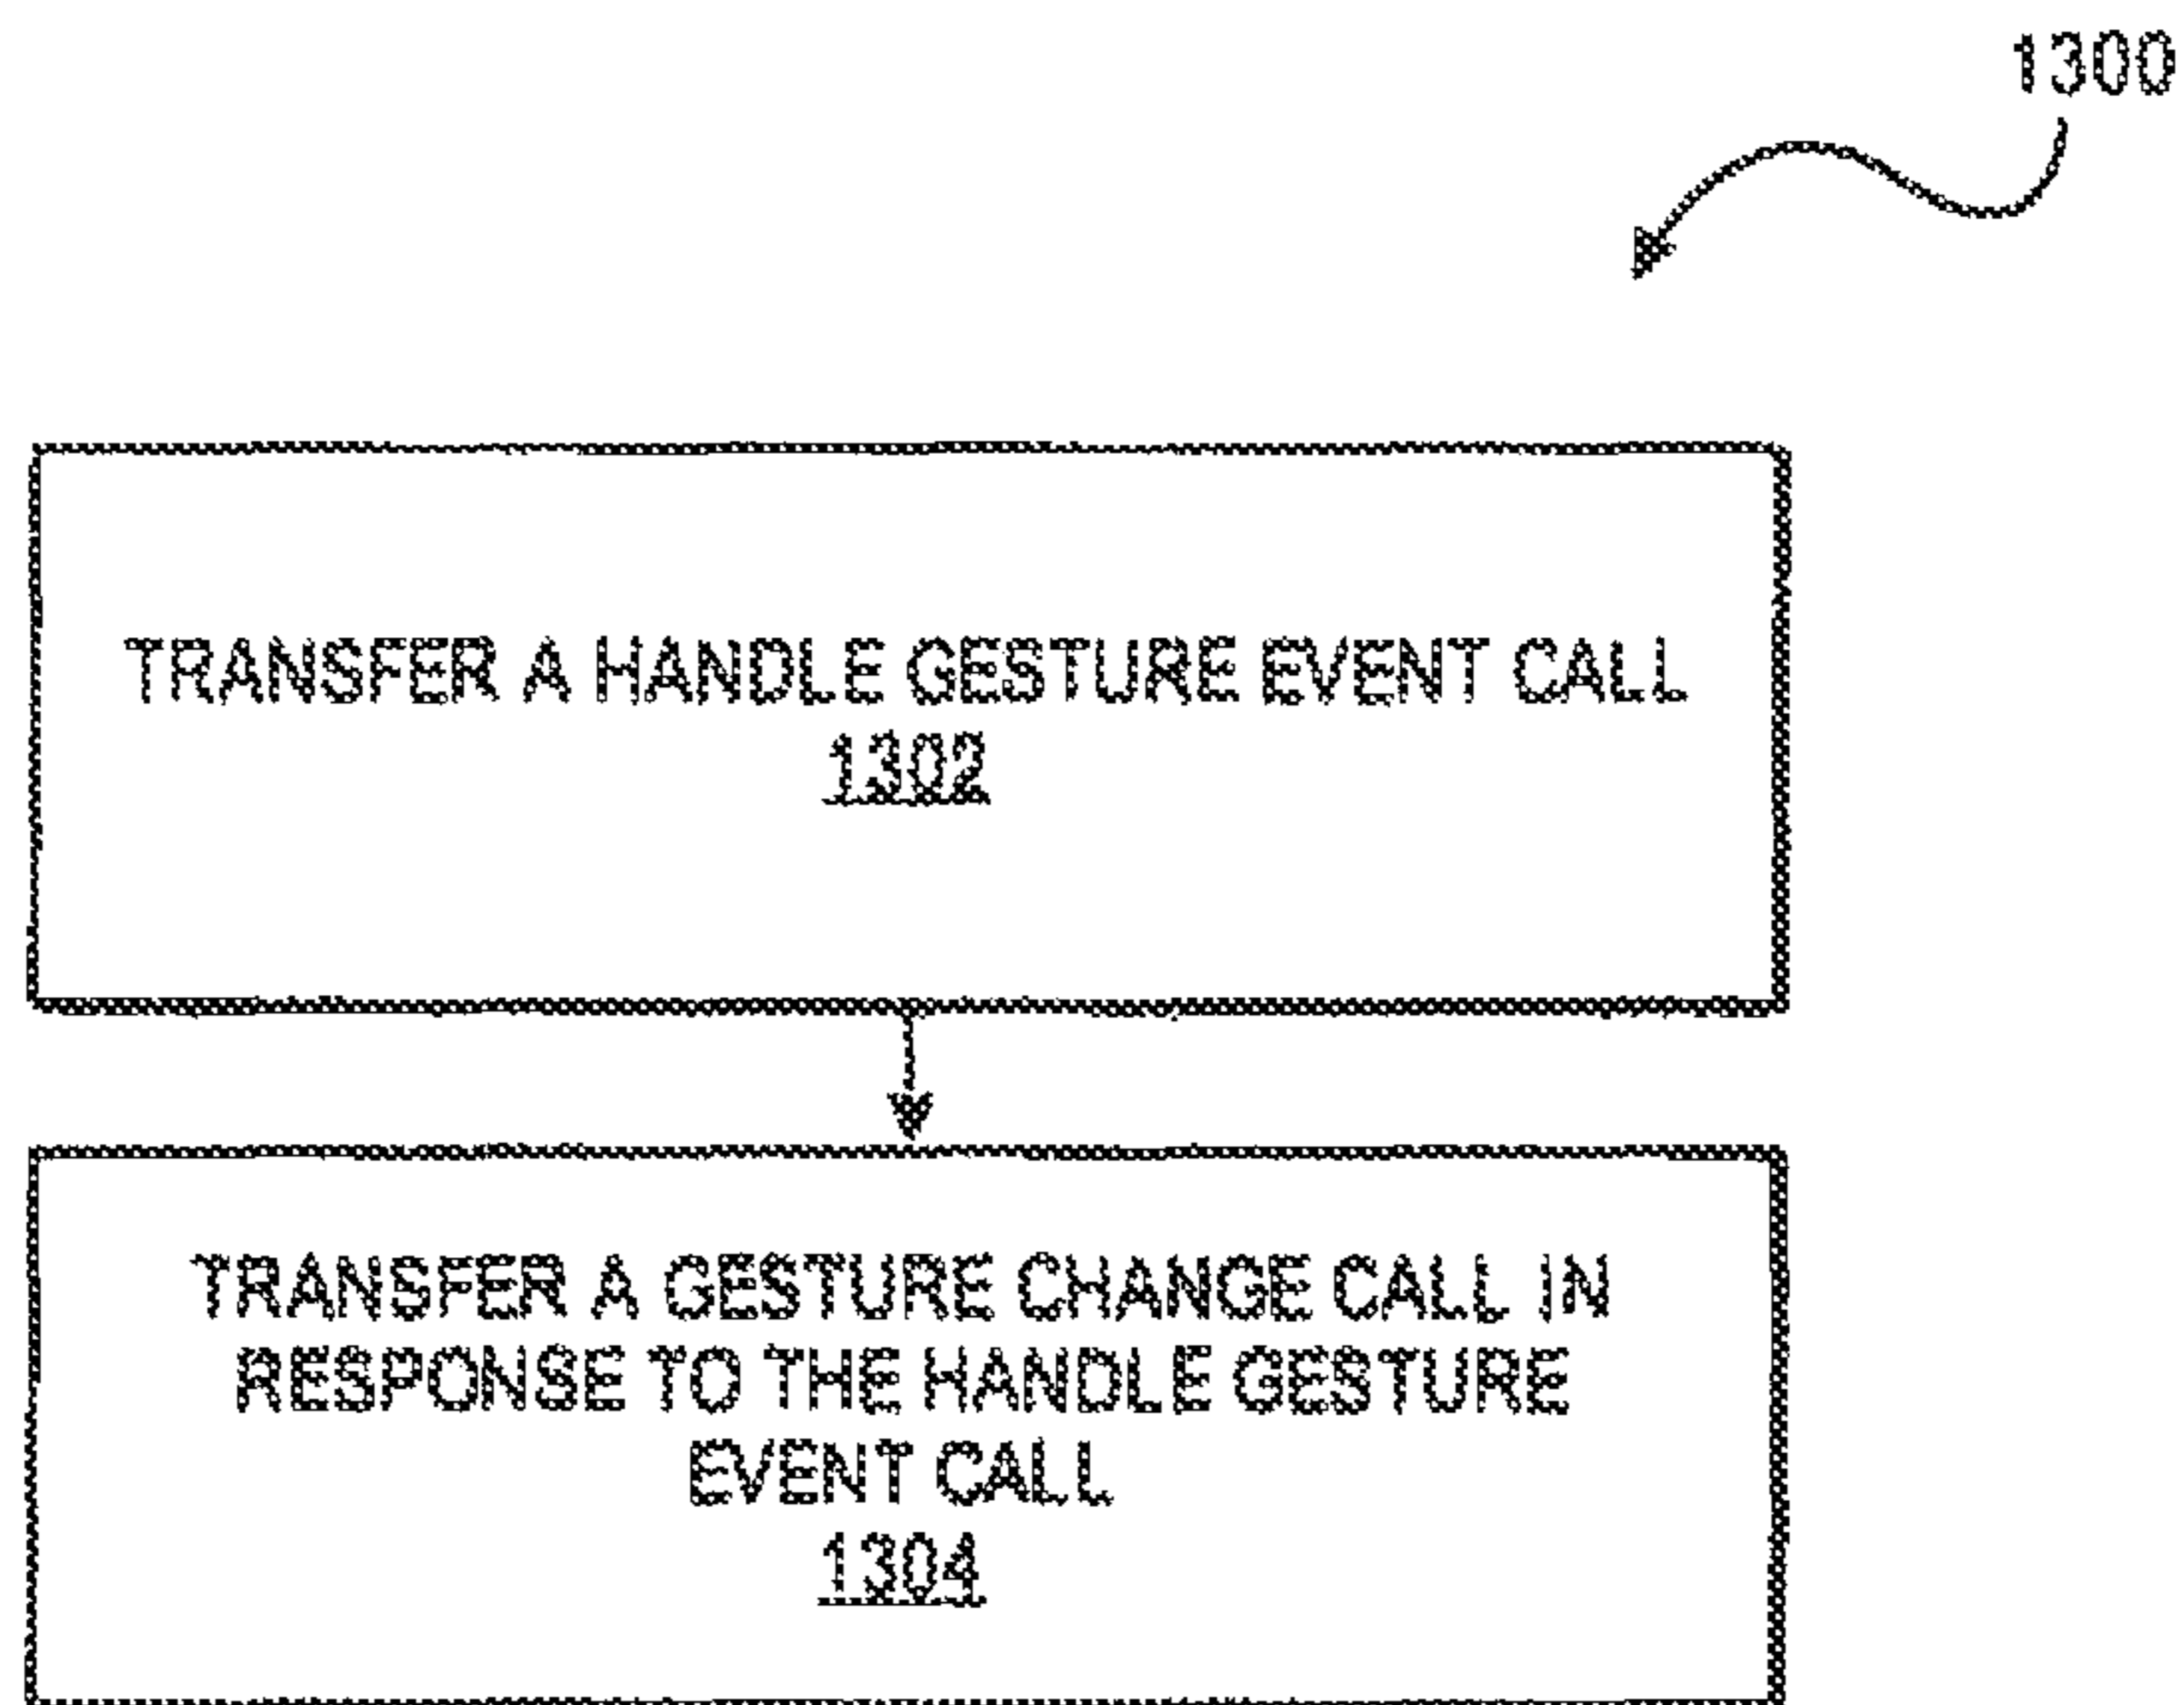 1300
TRANSFER A HANDLE GESTURE EVENT CALL
1302
TRANSFER A GESTURE CHANGE CALL IN
RESPONSE TO THE HANDLE GESTURE
EVENT CALL
1304